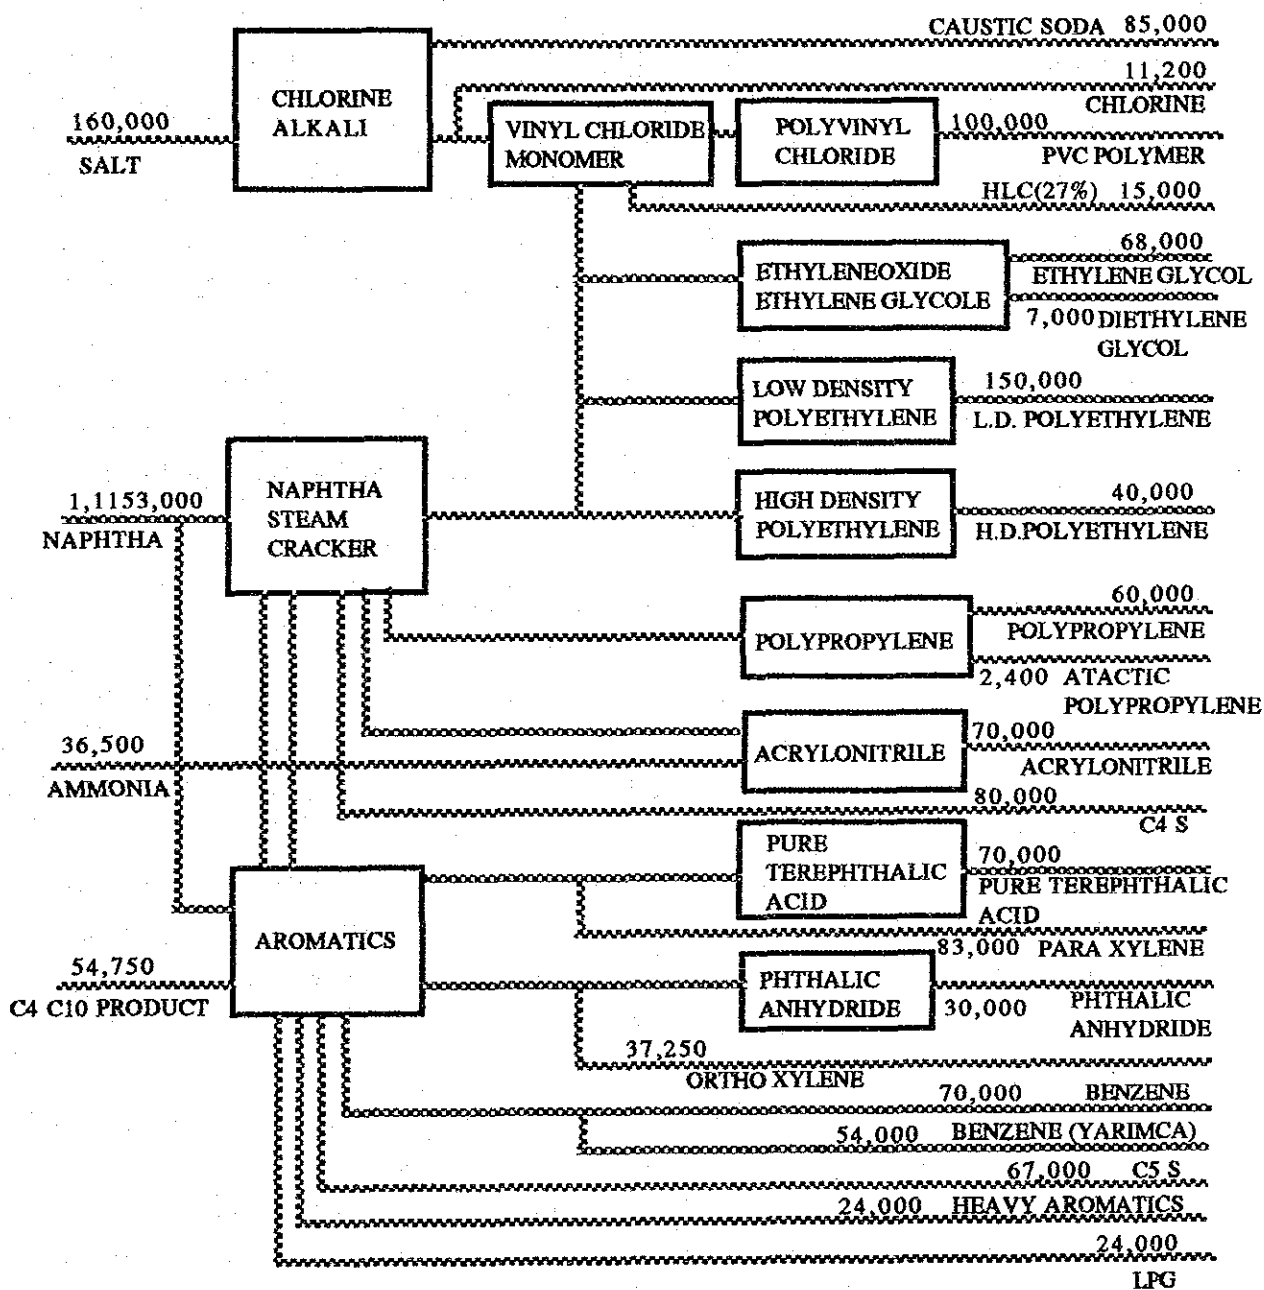 CAUSTIC SODA 85,000
CHLORINE
ALKALI
11,200
CHLORINE
160,000
SALT
VINYL CHLORIDE
MONOMER
POLYVINYL
CHLORIDE
100,000
PVC POLYMER
HLC(27%) 15,000
ETHYLENEOXIDE
ETHYLENE GLYCOLE
68,000
ETHYLENE GLYCOL
7,000 DIETHYLENE
GLYCOL
LOW DENSITY
POLYETHYLENE
150,000
L.D. POLYETHYLENE
1,1153,000
NAPHTHA
NAPHTHA
STEAM
CRACKER
HIGH DENSITY
POLYETHYLENE
40,000
H.D.POLYETHYLENE
POLYPROPYLENE
60,000
POLYPROPYLENE
2,400 ATACTIC
POLYPROPYLENE
36,500
AMMONIA
ACRYLONITRILE
70,000
ACRYLONITRILE
80,000
C4 S
PURE
TEREPHTHALIC
ACID
70,000
PURE TEREPHTHALIC
ACID
83,000 PARA XYLENE
AROMATICS
54,750
C4 C10 PRODUCT
PHTHALIC
ANHYDRIDE
30,000
PHTHALIC
ANHYDRIDE
37,250
ORTHO XYLENE
70,000 BENZENE
54,000 BENZENE (YARIMCA)
67,000 C5 S
24,000 HEAVY AROMATICS
24,000
LPG